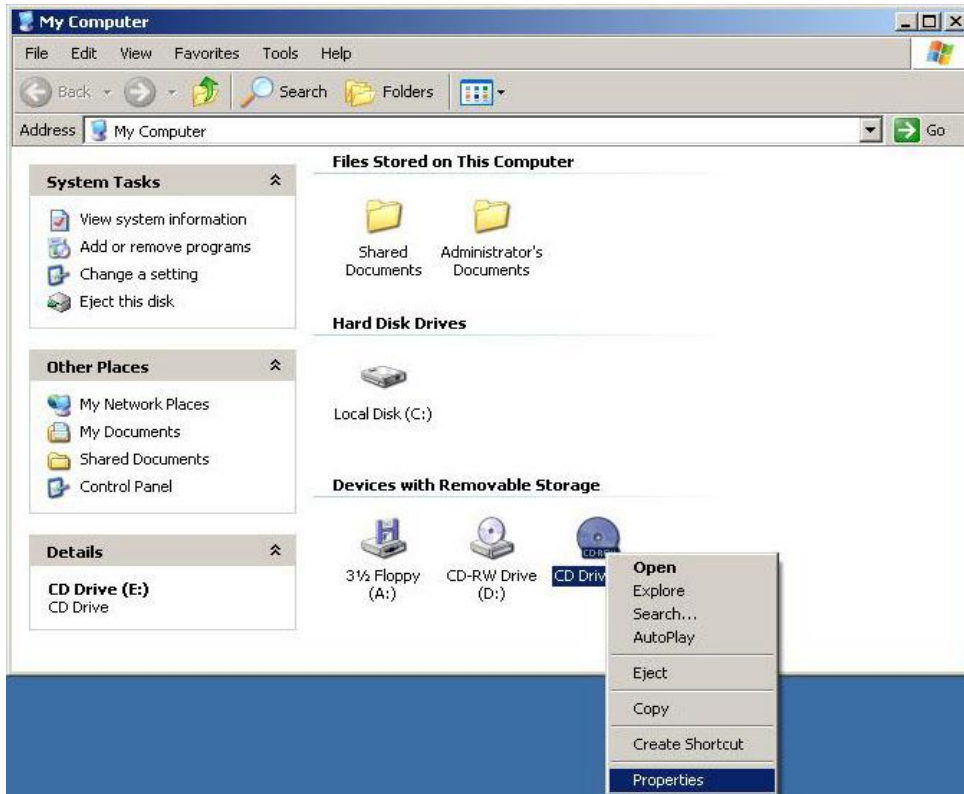 My Computer
File Edit View Favorites Tools Help
Back Search Folders
Address My Computer Go
System Tasks
View system information
Add or remove programs
Change a setting
Eject this disk
Other Places
My Network Places
My Documents
Shared Documents
Control Panel
Details
CD Drive (E:)
CD Drive
Files Stored on This Computer
Shared
Documents
Administrator's
Documents
Hard Disk Drives
Local Disk (C:)
Devices with Removable Storage
3½ Floppy
(A:)
CD-RW Drive
(D:)
CD
Open
Explore
Search...
AutoPlay
Eject
Copy
Create Shortcut
Properties